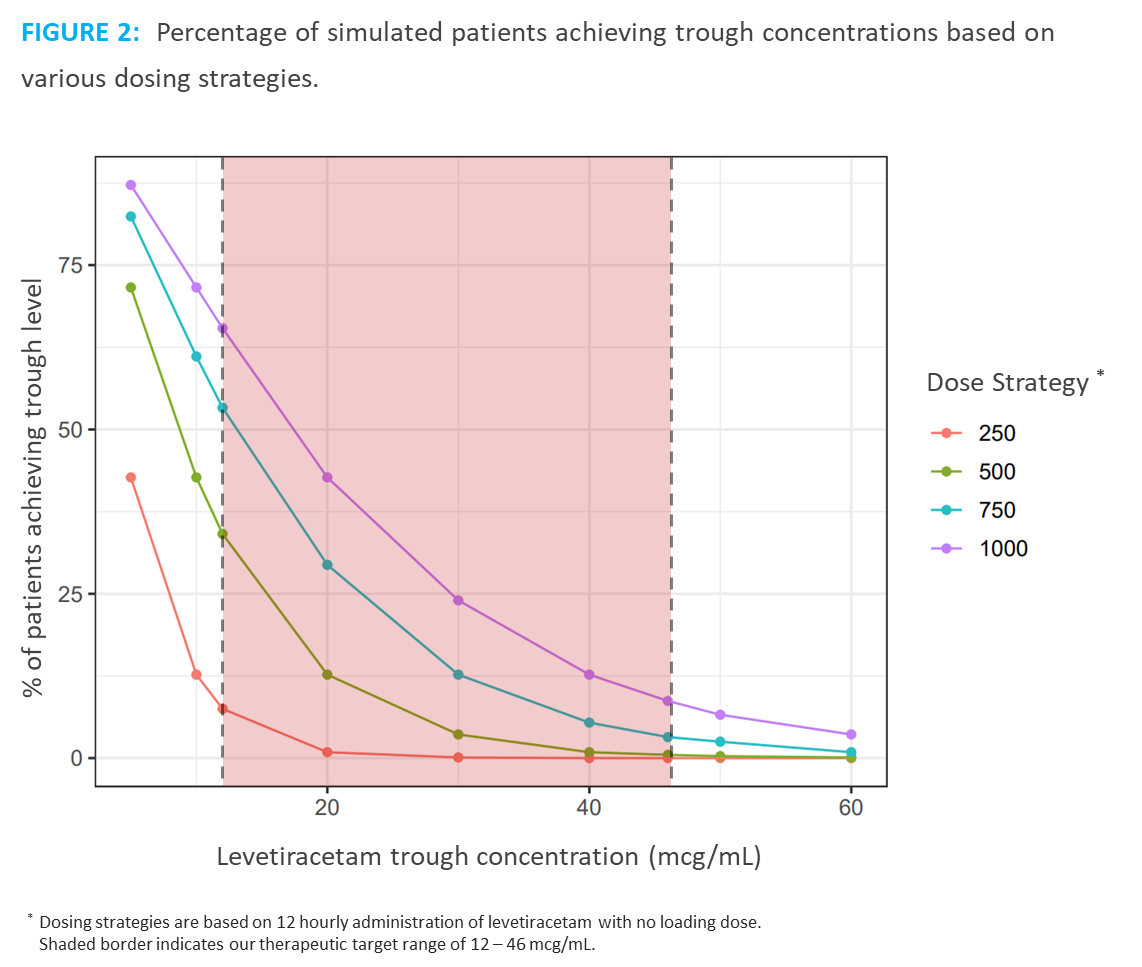 FIGURE 2: Percentage of simulated patients achieving trough concentrations based on
various dosing strategies.
% of patients achieving trough level
75
50
25
0
20
40
60
Levetiracetam trough concentration (mcg/mL)
Dose Strategy *
250
500
750
1000
* Dosing strategies are based on 12 hourly administration of levetiracetam with no loading dose.
Shaded border indicates our therapeutic target range of 12 – 46 mcg/mL.